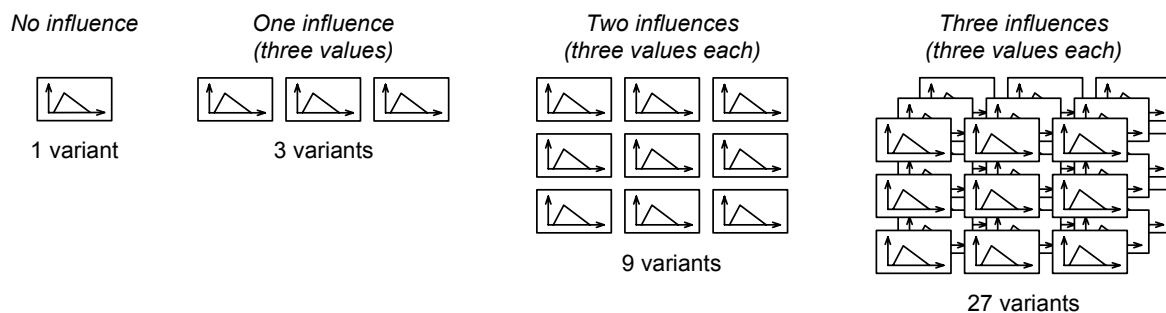 No influence
1 variant
One influence
(three values)
3 variants
Two influences
(three values each)
9 variants
Three influences
(three values each)
27 variants